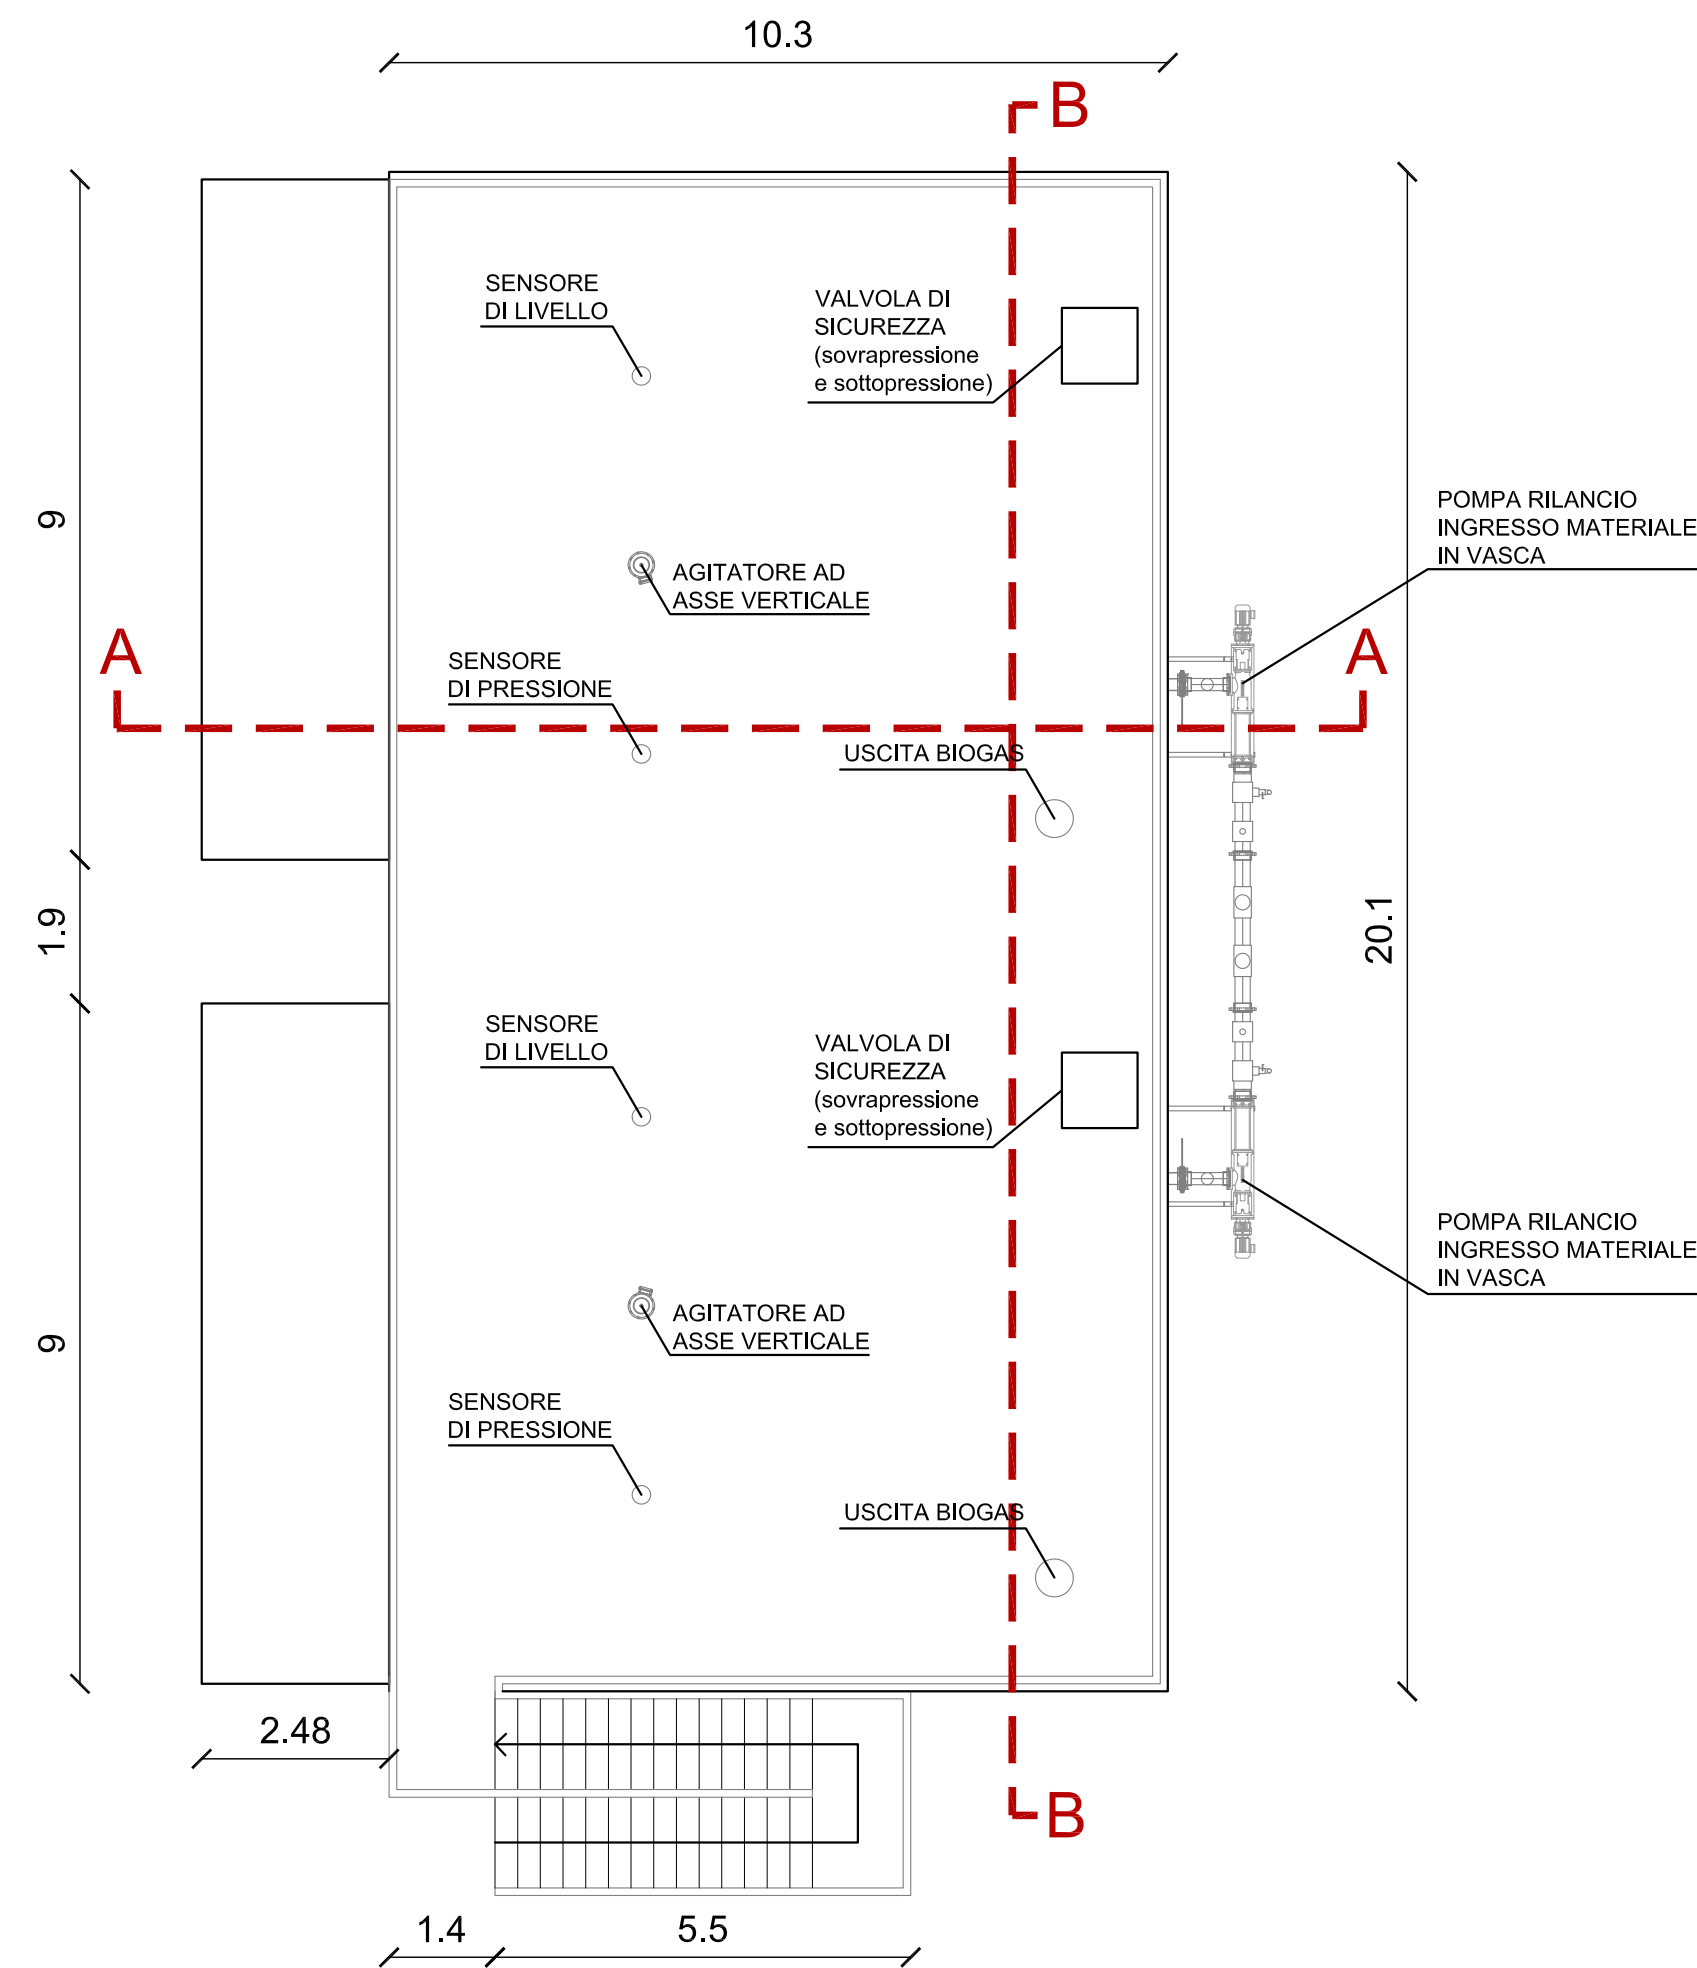 10.3
B
SENSORE
DI LIVELLO
VALVOLA DI
SICUREZZA
(sovrapressione
e sottopressione)
9
POMPA RILANCIO
INGRESSO MATERIALE
IN VASCA
AGITATORE AD
ASSE VERTICALE
A
A
SENSORE
DI PRESSIONE
USCITA BIOGAS
1.9
20.1
SENSORE
DI LIVELLO
VALVOLA DI
SICUREZZA
(sovrapressione
e sottopressione)
POMPA RILANCIO
INGRESSO MATERIALE
IN VASCA
9
AGITATORE AD
ASSE VERTICALE
SENSORE
DI PRESSIONE
USCITA BIOGAS
2.48
B
1.4
5.5